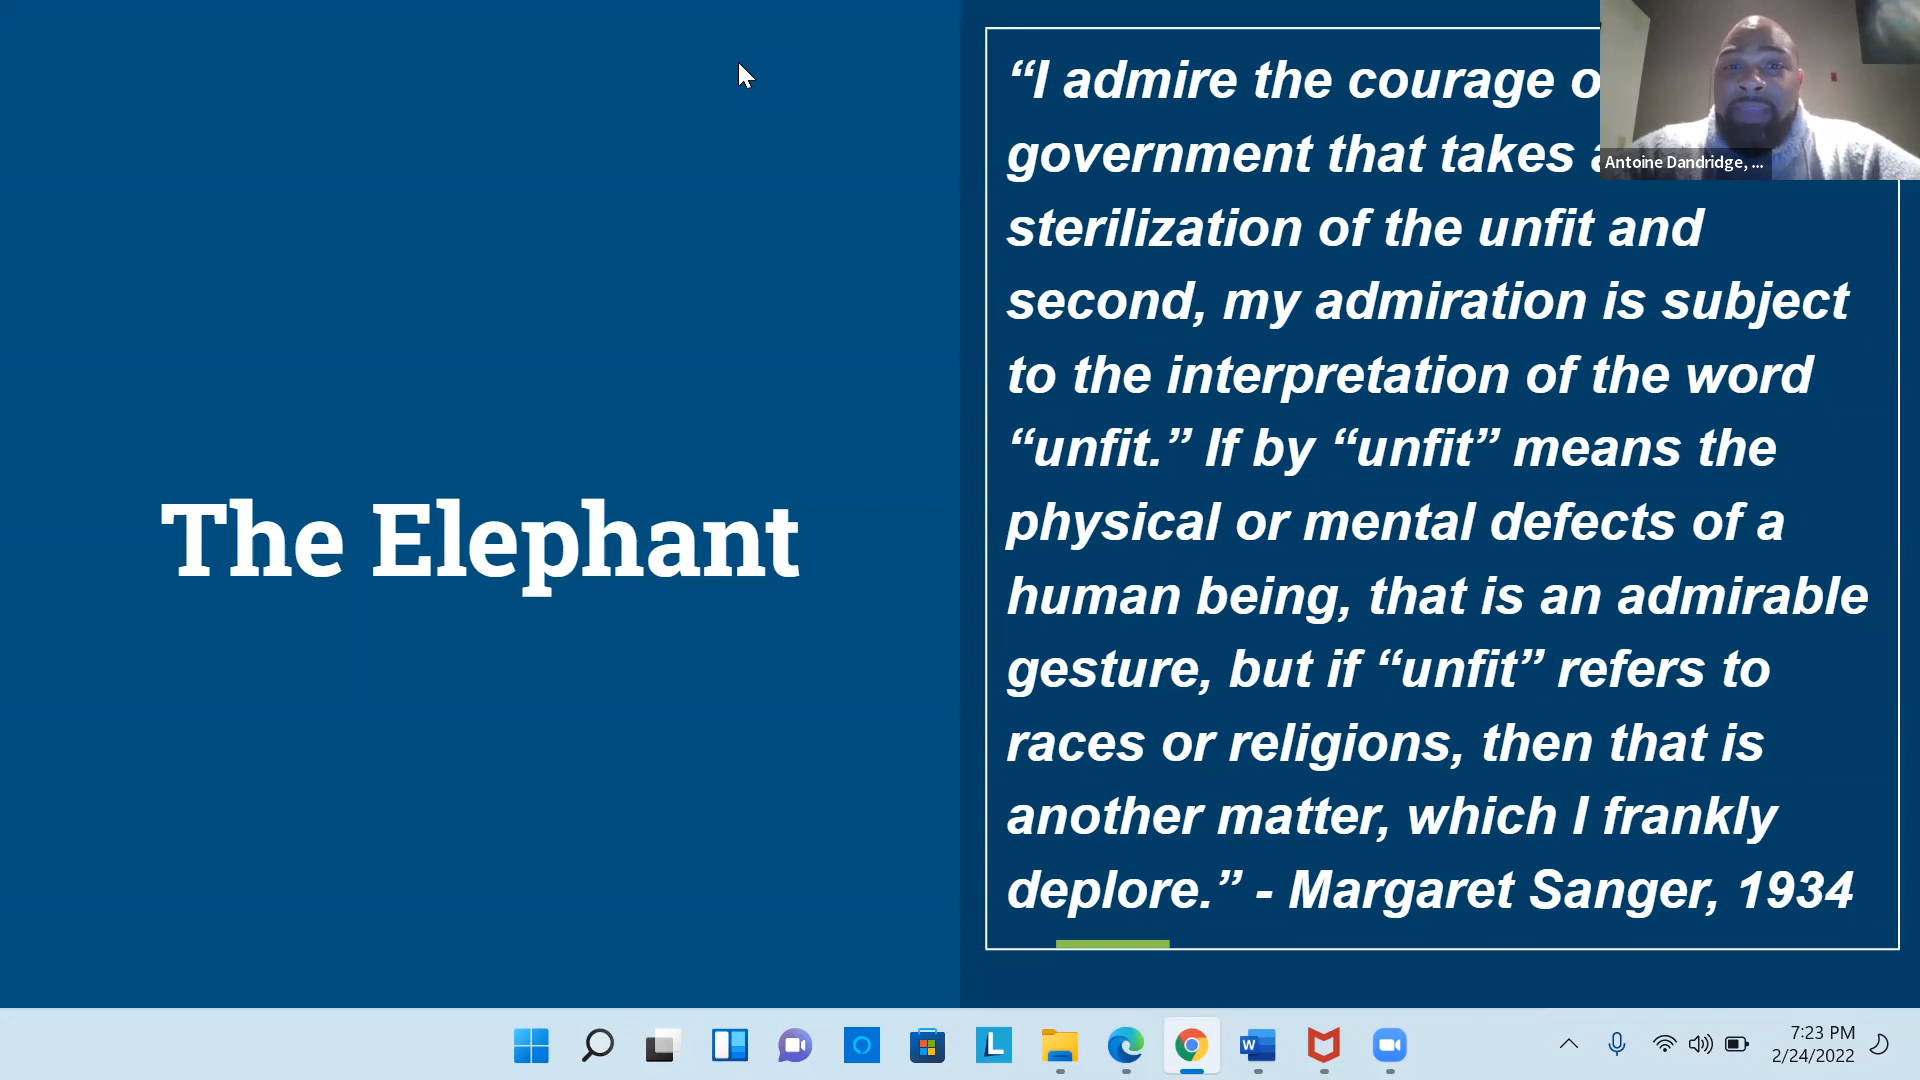 The Elephant
“I admire the courage
government that takes
sterilization of the unfit and
second, my admiration is subject
to the interpretation of the word
“unfit.” If by “unfit” means the
physical or mental defects of a
human being, that is an admirable
gesture, but if “unfit” refers to
races or religions, then that is
another matter, which I frankly
deplore.” - Margaret Sanger, 1934
Antoine Dandridge, ...
L
W
7:23 PM
2/24/2022